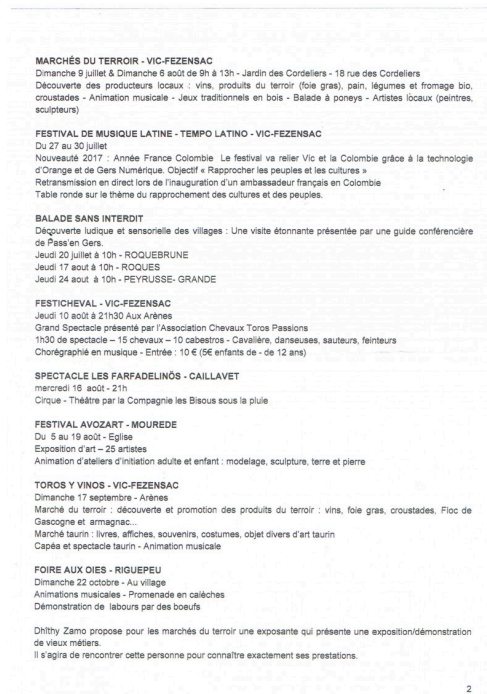 MARCHÉS DU TERROIR - VIC-FEZENSAC
Dimanche 9 juillet & Dimanche 6 août de 9h à 13h - Jardin des Cordeliers - 18 rue des Cordeliers
Découverte des producteurs locaux : vins, produits du terroir (foie gras), pain, légumes et fromage bio,
croustades - Animation musicale - Jeux traditionnels en bois - Balade à poneys - Artistes locaux (peintres,
sculpteurs)
FESTIVAL DE MUSIQUE LATINE - TEMPO LATINO - VIC-FEZENSAC
Du 27 au 30 juillet
Nouveauté 2017 : Année France Colombie Le festival va relier Vic et la Colombie grâce à la technologie
d'Orange et de Gers Numérique. Objectif « Rapprocher les peuples et les cultures »
Retransmission en direct lors de l'inauguration d'un ambassadeur français en Colombie
Table ronde sur le thème du rapprochement des cultures et des peuples.
BALADE SANS INTERDIT
Découverte ludique et sensorielle des villages : Une visite étonnante présentée par une guide conférencière
de Pass'en Gers.
Jeudi 20 juillet à 10h - ROQUEBRUNE
Jeudi 17 aout à 10h - ROQUES
Jeudi 24 aout à 10h - PEYRUSSE- GRANDE
FESTICHEVAL - VIC-FEZENSAC
Jeudi 10 août à 21h30 Aux Arènes
Grand Spectacle présenté par l'Association Chevaux Toros Passions
1h30 de spectacle – 15 chevaux – 10 cabestros - Cavalière, danseuses, sauteurs, feinteurs
Chorégraphié en musique - Entrée : 10 € (5€ enfants de - de 12 ans)
SPECTACLE LES FARFADELINÖS - CAILLAVET
mercredi 16 août - 21h
Cirque - Théâtre par la Compagnie les Bisous sous la pluie
FESTIVAL AVOZART - MOUREDE
Du 5 au 19 août - Eglise
Exposition d'art – 25 artistes
Animation d'ateliers d'initiation adulte et enfant : modelage, sculpture, terre et pierre
TOROS Y VINOS - VIC-FEZENSAC
Dimanche 17 septembre - Arènes
Marché du terroir : découverte et promotion des produits du terroir : vins, foie gras, croustades, Floc de
Gascogne et armagnac...
Marché taurin : livres, affiches, souvenirs, costumes, objet divers d'art taurin
Capéa et spectacle taurin - Animation musicale
FOIRE AUX OIES - RIGUEPEU
Dimanche 22 octobre - Au village
Animations musicales - Promenade en calèches
Démonstration de labours par des boeufs
Dhîthy Zamo propose pour les marchés du terroir une exposante qui présente une exposition/démonstration
de vieux métiers.
Il s'agira de rencontrer cette personne pour connaître exactement ses prestations.
2